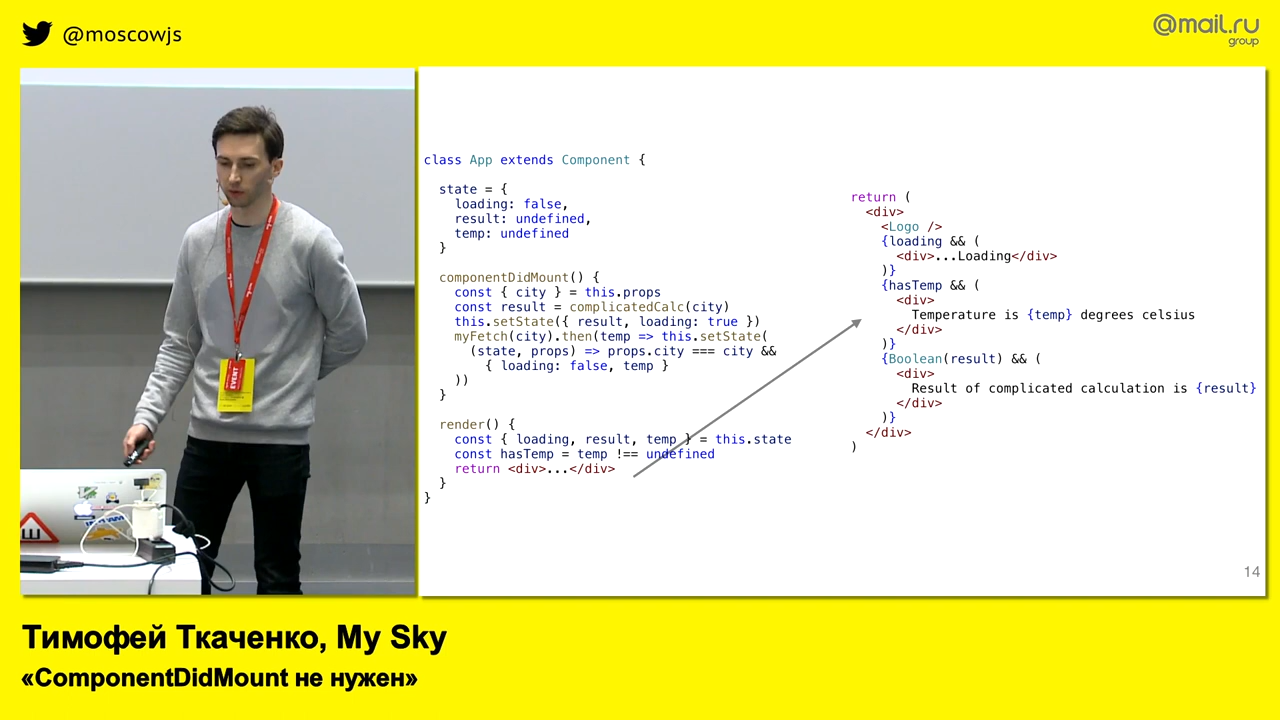 @moscowjs
@mail.ru
group
EVENT
Ш
class App extends Component {
state = {
loading: false,
result: undefined,
temp: undefined
}
componentDidMount() {
const { city } = this.props
const result = complicatedCalc(city)
this.setState({ result, loading: true })
myFetch(city).then(temp => this.setState(
(state, props) => props.city === city &&
{ loading: false, temp }
))
}
render() {
const { loading, result, temp } = this.state
const hasTemp = temp !== undefined
return <div>...</div>
}
}
return (
<div>
<Logo />
{loading && (
<div>...Loading</div>
)}
{hasTemp && (
<div>
Temperature is {temp} degrees celsius
</div>
)}
{Boolean(result) && (
<div>
Result of complicated calculation is {result}
</div>
)}
</div>
)
14
Тимофей Ткаченко, My Sky
«ComponentDidMount не нужен»